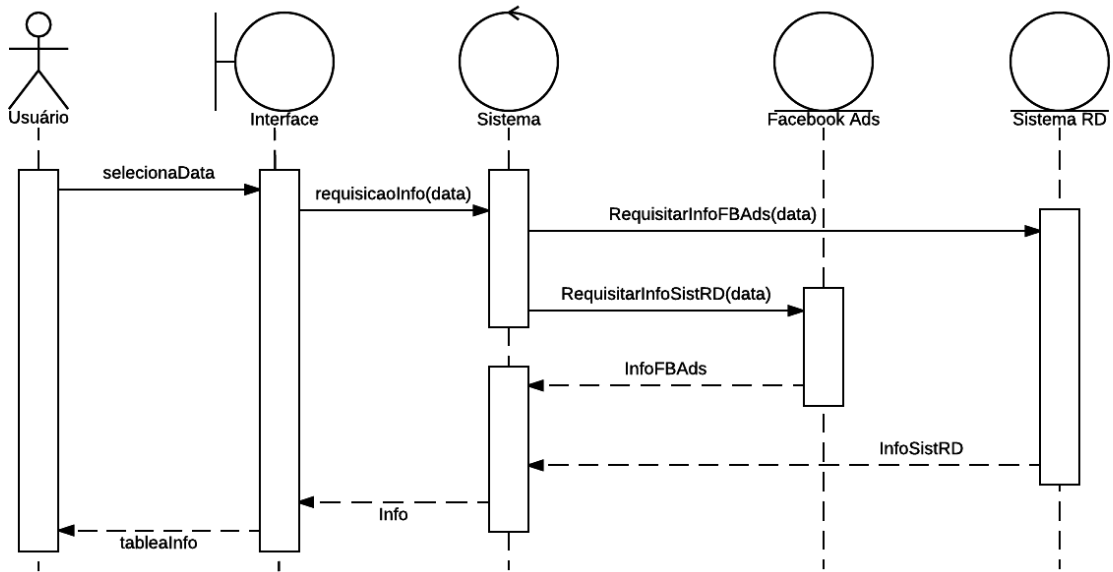 Usuário
Interface
Sistema
Facebook Ads
Sistema RD
selecionaData
requisicaoInfo(data)
RequisitarInfoFBAds(data)
RequisitarInfoSistRD(data)
InfoFBAds
InfoSistRD
Info
tableaInfo